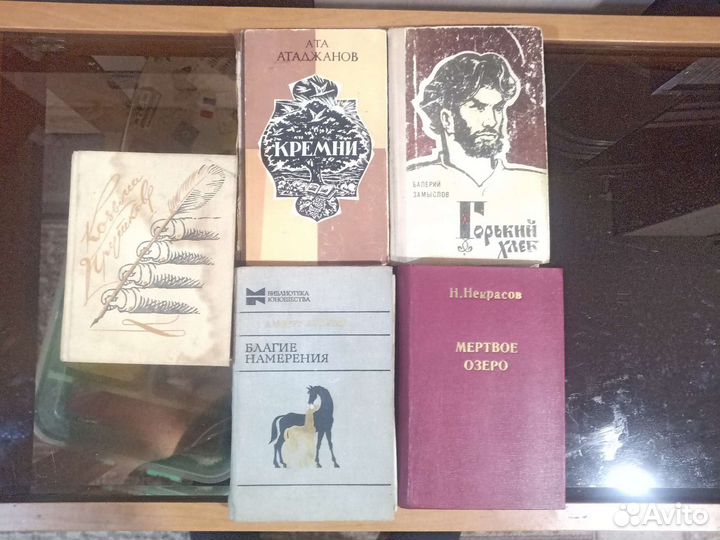 Козьма
Прутков
АТА
АТАДЖАНОВ
КРЕМНИ
ВАЛЕРИЙ
ЗАМЫСЛОВ
ГОРЬКИЙ
ХЛЕБ
БИБЛИОТЕКА
ЮНОШЕСТВА
БЛАГИЕ
НАМЕРЕНИЯ
Н. Некрасов
МЕРТВОЕ
ОЗЕРО
Avito